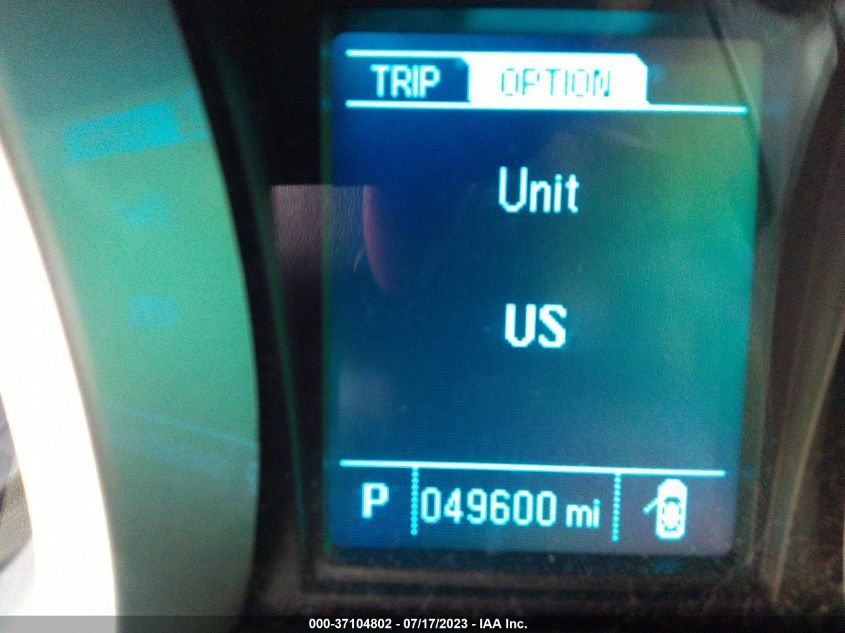 TRIP OPTION
Unit
US
P 049600 mi
000-37104802 - 07/17/2023 - IAA Inc.